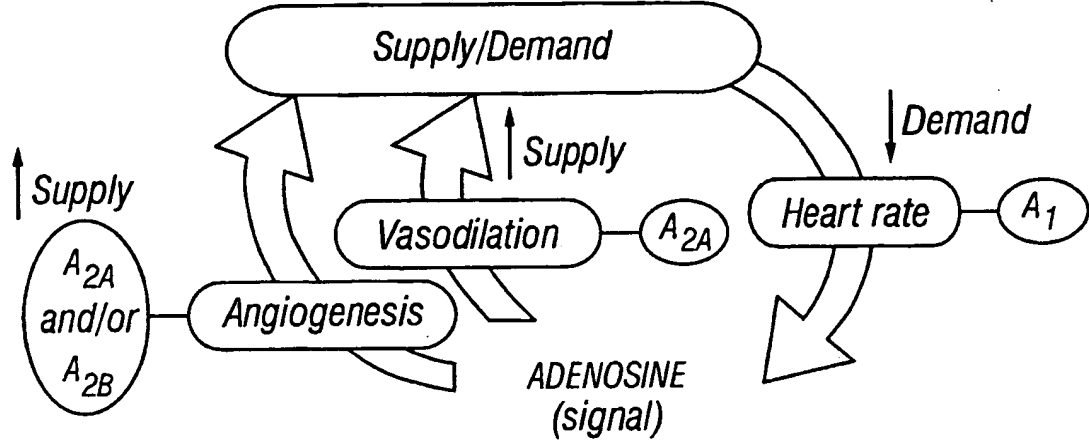 Supply/Demand
↓Demand
↑Supply
↑Supply
Heart rate
A1
Vasodilation
A2A
A2A
and/or
A2B
Angiogenesis
ADENOSINE
(signal)